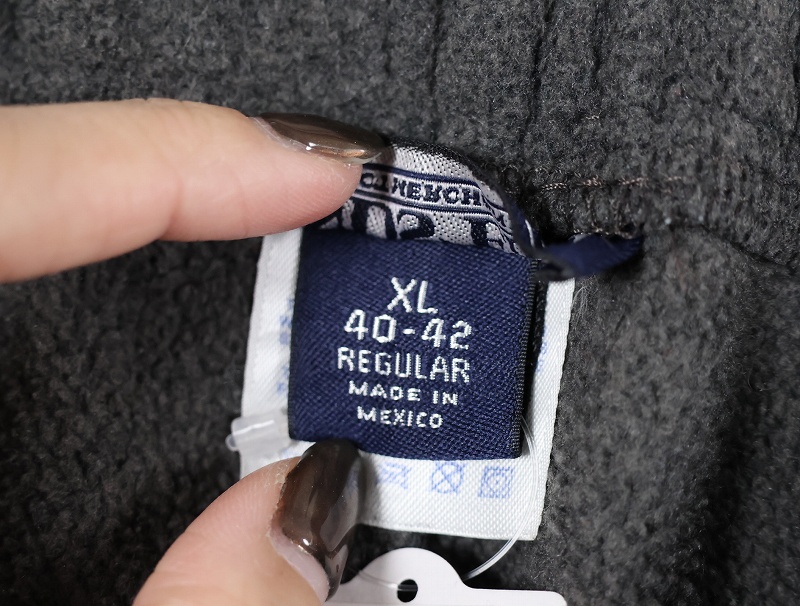 XL
40-42
REGULAR
MADE IN
MEXICO